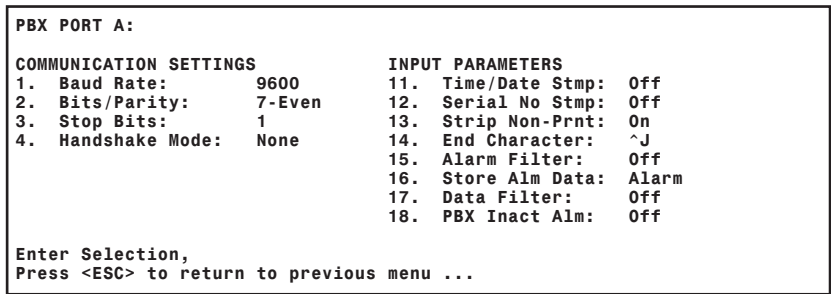 PBX PORT A:
COMMUNICATION SETTINGS INPUT PARAMETERS
1. Baud Rate: 9600 11. Time/Date Stmp: Off
2. Bits/Parity: 7-Even 12. Serial No Stmp: Off
3. Stop Bits: 1 13. Strip Non-Prnt: On
4. Handshake Mode: None 14. End Character: ^J
15. Alarm Filter: Off
16. Store Alm Data: Alarm
17. Data Filter: Off
18. PBX Inact Alm: Off
Enter Selection,
Press <ESC> to return to previous menu ...